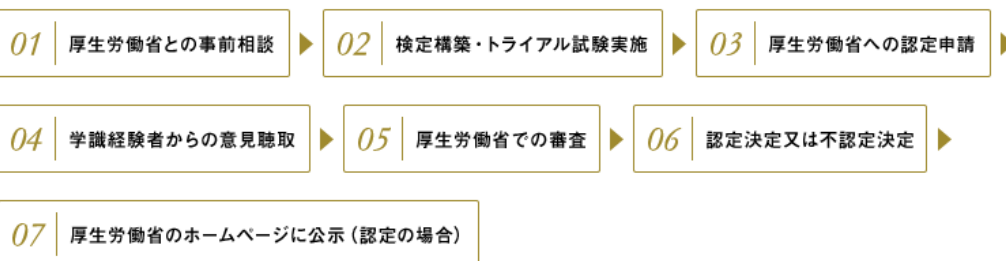 01 厚生労働省との事前相談
02 検定構築・トライアル試験実施
03 厚生労働省への認定申請
04 学識経験者からの意見聴取
05 厚生労働省での審査
06 認定決定又は不認定決定
07 厚生労働省のホームページに公示（認定の場合）